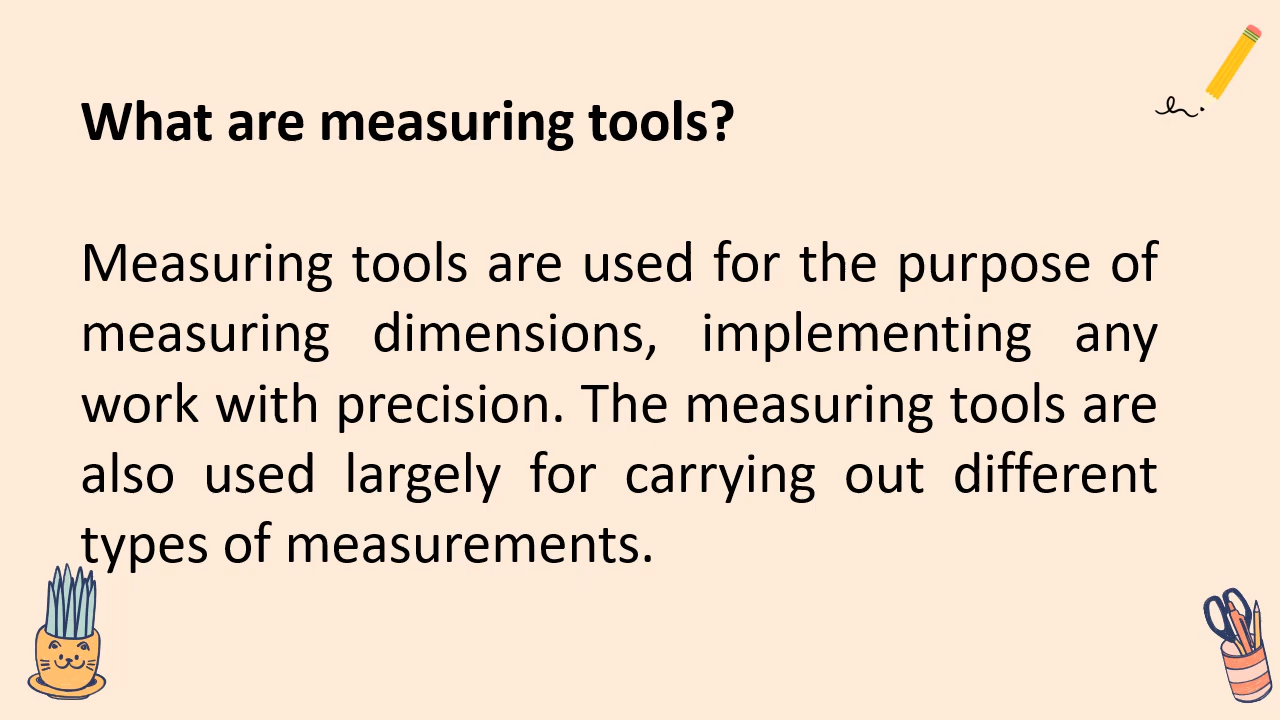 What are measuring tools?
Measuring tools are used for the purpose of
measuring dimensions, implementing any
work with precision. The measuring tools are
also used largely for carrying out different
types of measurements.